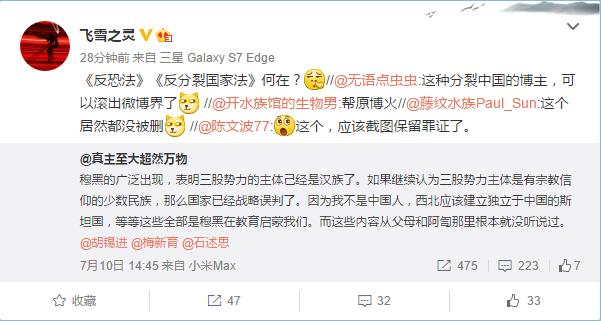 飞雪之灵
28分钟前 来自 三星 Galaxy S7 Edge
《反恐法》《反分裂国家法》何在？//@无语点虫虫:这种分裂中国的博主，可
以滚出微博界了//@开水族馆的生物男:帮原博火//@藤纹水族Paul_Sun:这个
居然都没被删//@陈文波77:这个，应该截图保留罪证了。
@真主至大超然万物
穆黑的广泛出现，表明三股势力的主体己经是汉族了。如果继续认为三股势力主体是有宗教信
仰的少数民族，那么国家已经战略误判了。因为我不是中国人，西北应该建立独立于中国的斯
坦国，等等这些全部是穆黑在教育启蒙我们。而这些内容从父母和阿訇那里根本就没听说过。
@胡锡进 @梅新育 @石述思
7月10日 14:45 来自 小米Max
475 223 7
收藏 47 32 33